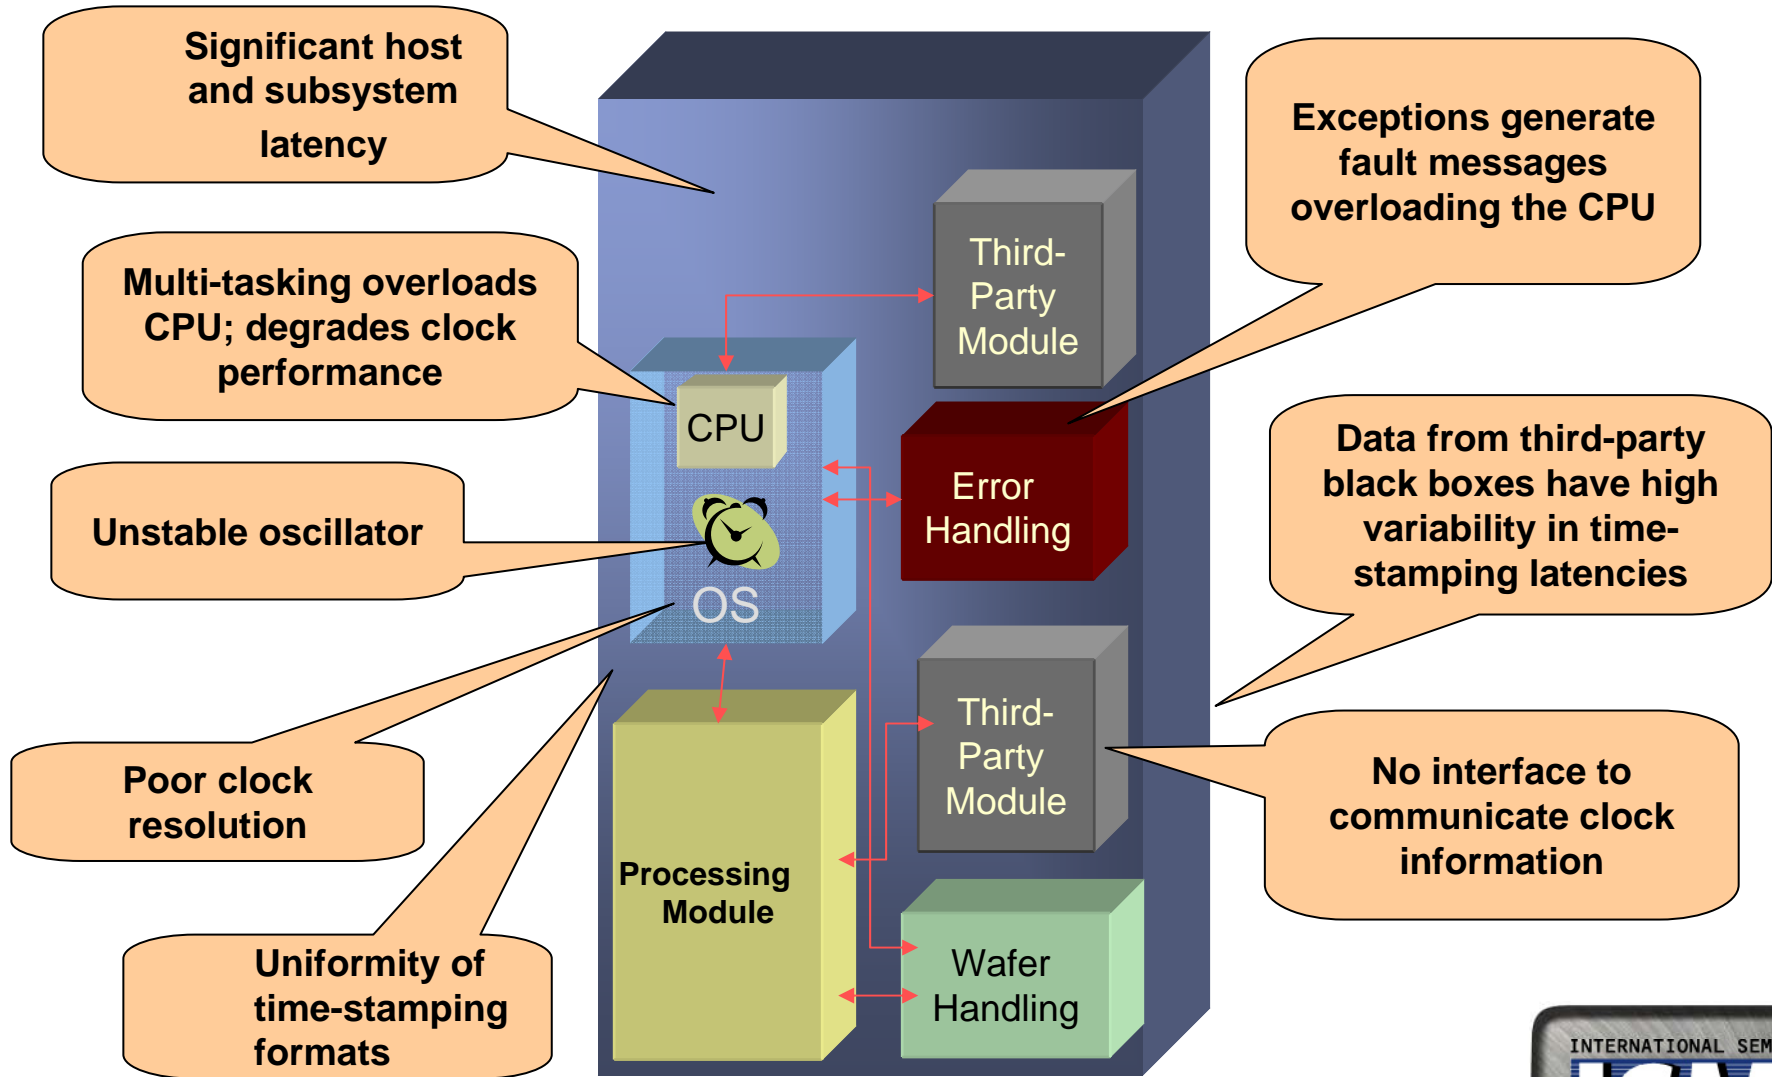 Significant host
and subsystem
latency
Multi-tasking overloads
CPU; degrades clock
performance
Unstable oscillator
Poor clock
resolution
Uniformity of
time-stamping
formats
Third-
Party
Module
CPU
OS
Error
Handling
Third-
Party
Module
Processing
Module
Wafer
Handling
Exceptions generate
fault messages
overloading the CPU
Data from third-party
black boxes have high
variability in time-
stamping latencies
No interface to
communicate clock
information
INTERNATIONAL SEM